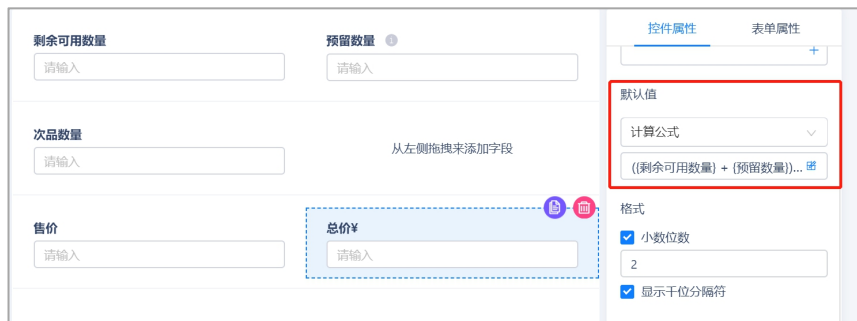 剩余可用数量
请输入
预留数量
请输入
次品数量
请输入
从左侧拖拽来添加字段
售价
请输入
总价¥
请输入
控件属性
表单属性
默认值
计算公式
({剩余可用数量} + {预留数量})...
格式
小数位数
2
显示千位分隔符